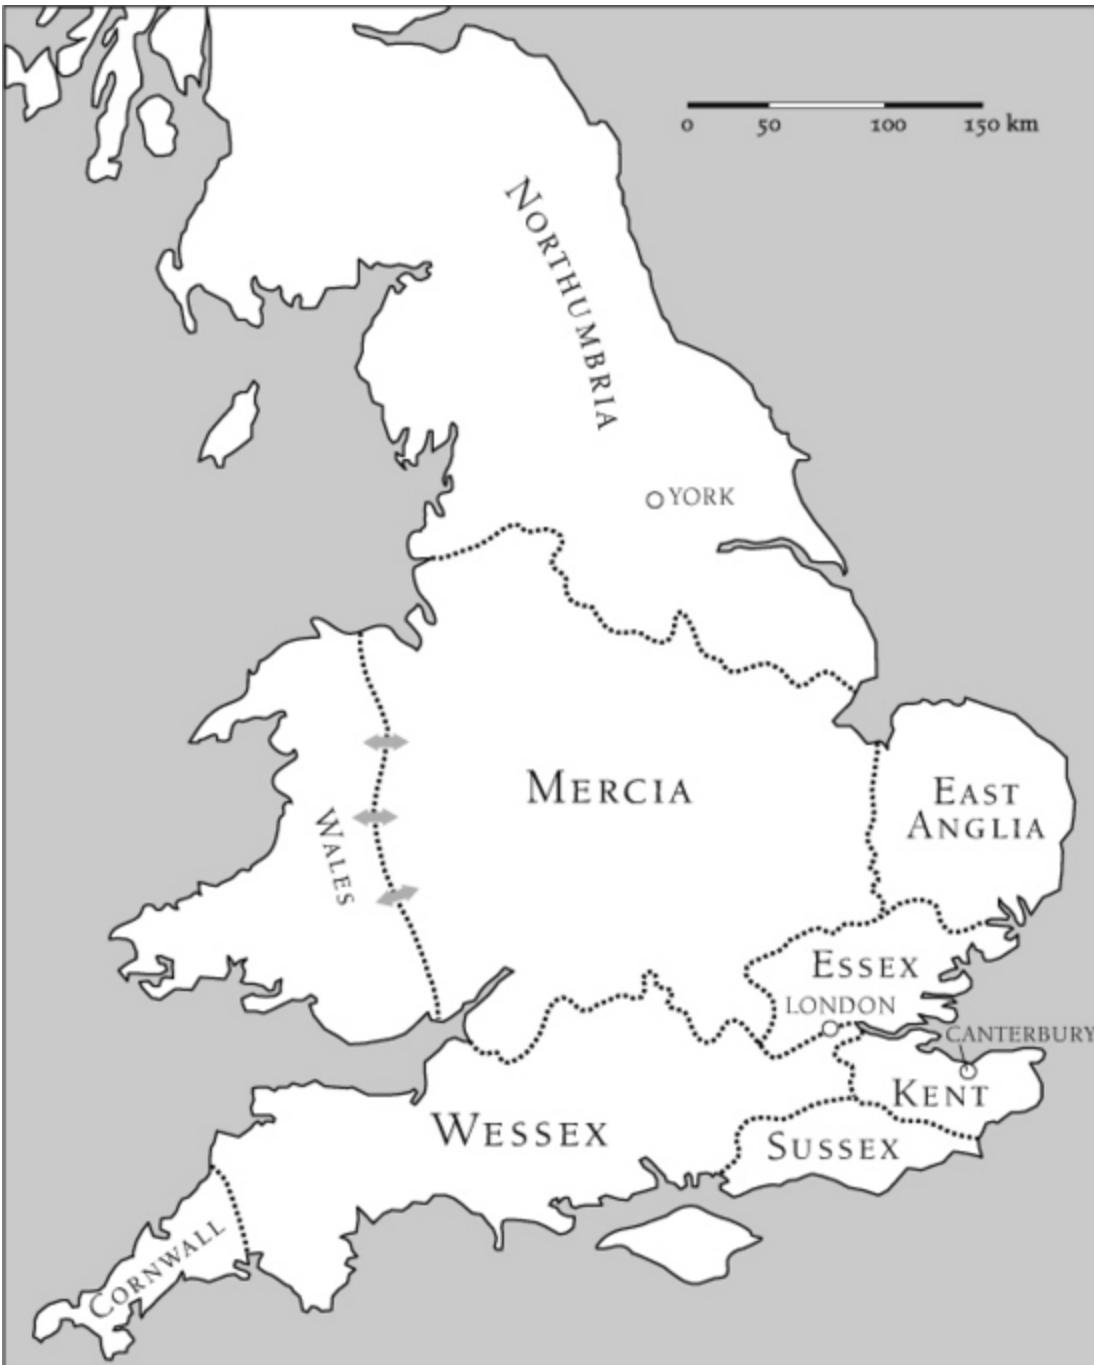 0 50 100 150 km
NORTHUMBRIA
YORK
MERCIA
EAST
ANGLIA
WALES
ESSEX
LONDON
CANTERBURY
KENT
WESSEX
SUSSEX
CORNWALL